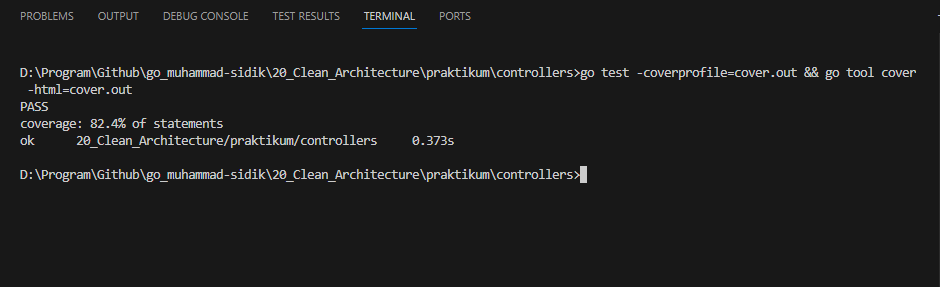 PROBLEMS OUTPUT DEBUG CONSOLE TEST RESULTS TERMINAL PORTS
D:\Program\Github\go_muhammad-sidik\20_Clean_Architecture\praktikum\controllers>go test -coverprofile=cover.out && go tool cover
-html=cover.out
PASS
coverage: 82.4% of statements
ok 20_Clean_Architecture/praktikum/controllers 0.373s
D:\Program\Github\go_muhammad-sidik\20_Clean_Architecture\praktikum\controllers>